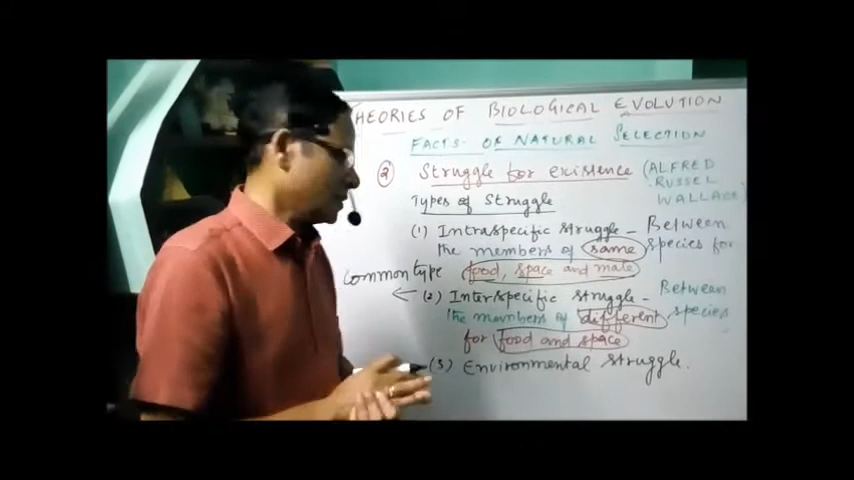 THEORIES OF BIOLOGICAL EVOLUTION
FACTS OF NATURAL SELECTION
(2) Struggle for existence (ALFRED RUSSEL WALLACE)
Types of Struggle
(1) Intraspecific struggle - Between
the members of same species for
food, space and mate
common type
(2) Interspecific struggle - Between
the members of different species
for food and space
(3) Environmental struggle.